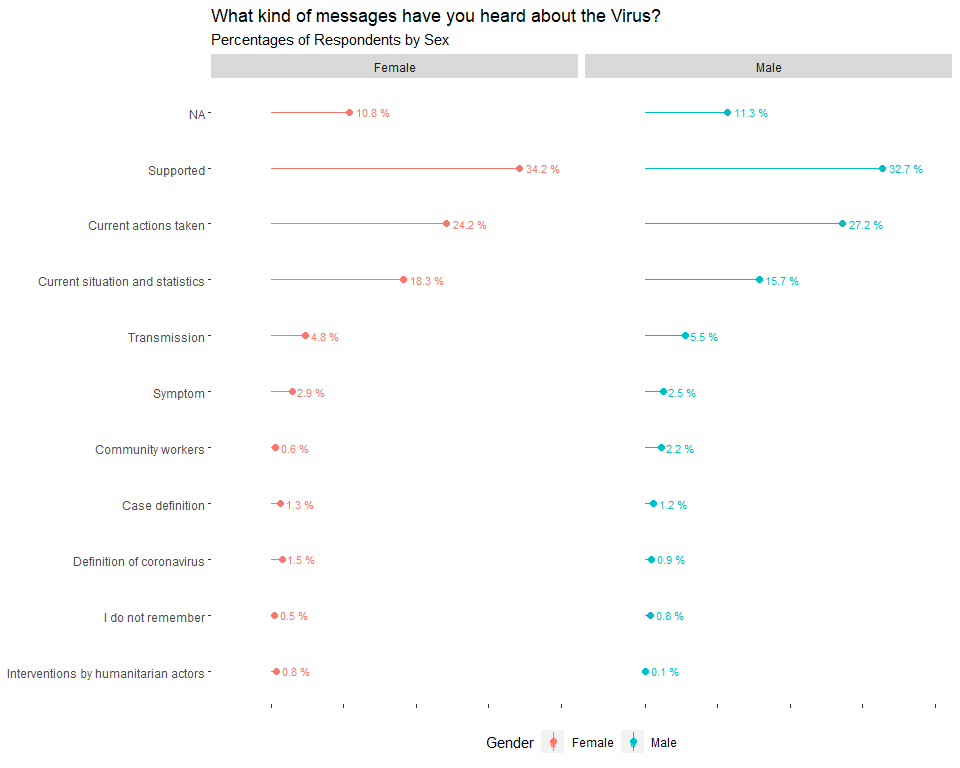 What kind of messages have you heard about the Virus?
Percentages of Respondents by Sex
Female
Male
NA
10.8 %
11.3 %
Supported
34.2 %
32.7 %
Current actions taken
24.2 %
27.2 %
Current situation and statistics
18.3 %
15.7 %
Transmission
4.8 %
5.5 %
Symptom
2.9 %
2.5 %
Community workers
0.6 %
2.2 %
Case definition
1.3 %
1.2 %
Definition of coronavirus
1.5 %
0.9 %
I do not remember
0.5 %
0.8 %
Interventions by humanitarian actors
0.8 %
0.1 %
Gender
Female
Male